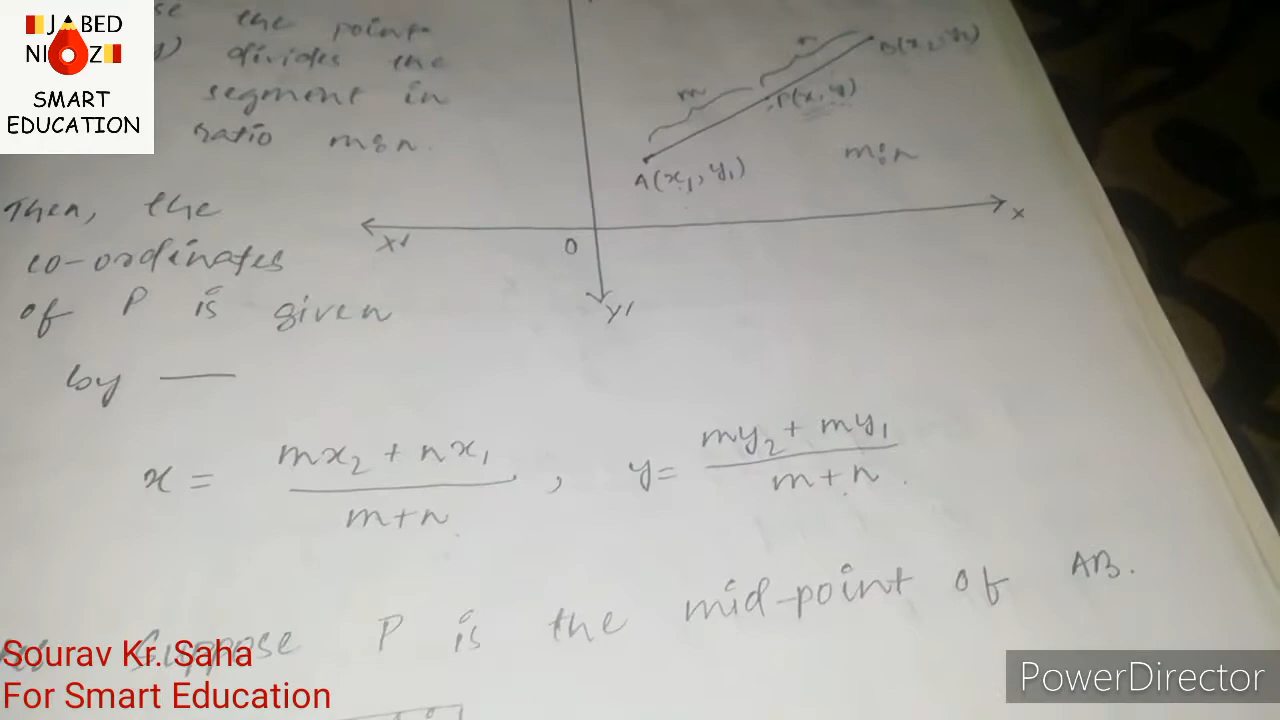 JABED
NIOZ
SMART
EDUCATION
the point
divides the
segment in
ratio m:n.
B(x₂, y₂)
n
m
P(x, y)
A(x₁, y₁)
m:n
X
X'
O
Y'
Then, the
co-ordinates
of P is given
by —
x = (mx₂ + nx₁)/(m+n), y = (my₂ + my₁)/(m+n).
Suppose P is the mid-point of AB.
Sourav Kr. Saha
For Smart Education
PowerDirector